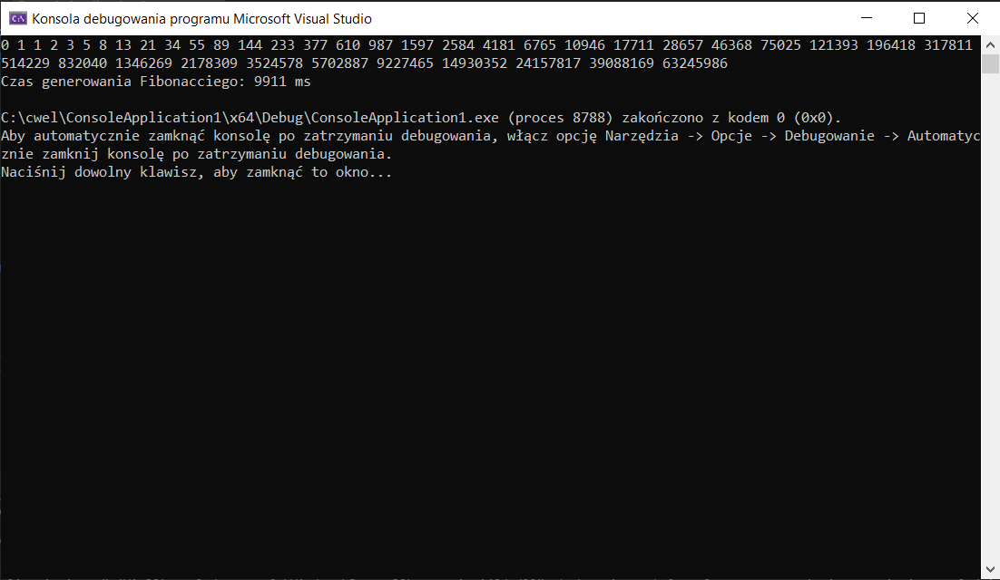 Konsola debugowania programu Microsoft Visual Studio
0 1 1 2 3 5 8 13 21 34 55 89 144 233 377 610 987 1597 2584 4181 6765 10946 17711 28657 46368 75025 121393 196418 317811
514229 832040 1346269 2178309 3524578 5702887 9227465 14930352 24157817 39088169 63245986
Czas generowania Fibonacciego: 9911 ms
C:\cwel\ConsoleApplication1\x64\Debug\ConsoleApplication1.exe (proces 8788) zakończono z kodem 0 (0x0).
Aby automatycznie zamknąć konsolę po zatrzymaniu debugowania, włącz opcję Narzędzia -> Opcje -> Debugowanie -> Automatyc
znie zamknij konsolę po zatrzymaniu debugowania.
Naciśnij dowolny klawisz, aby zamknąć to okno...